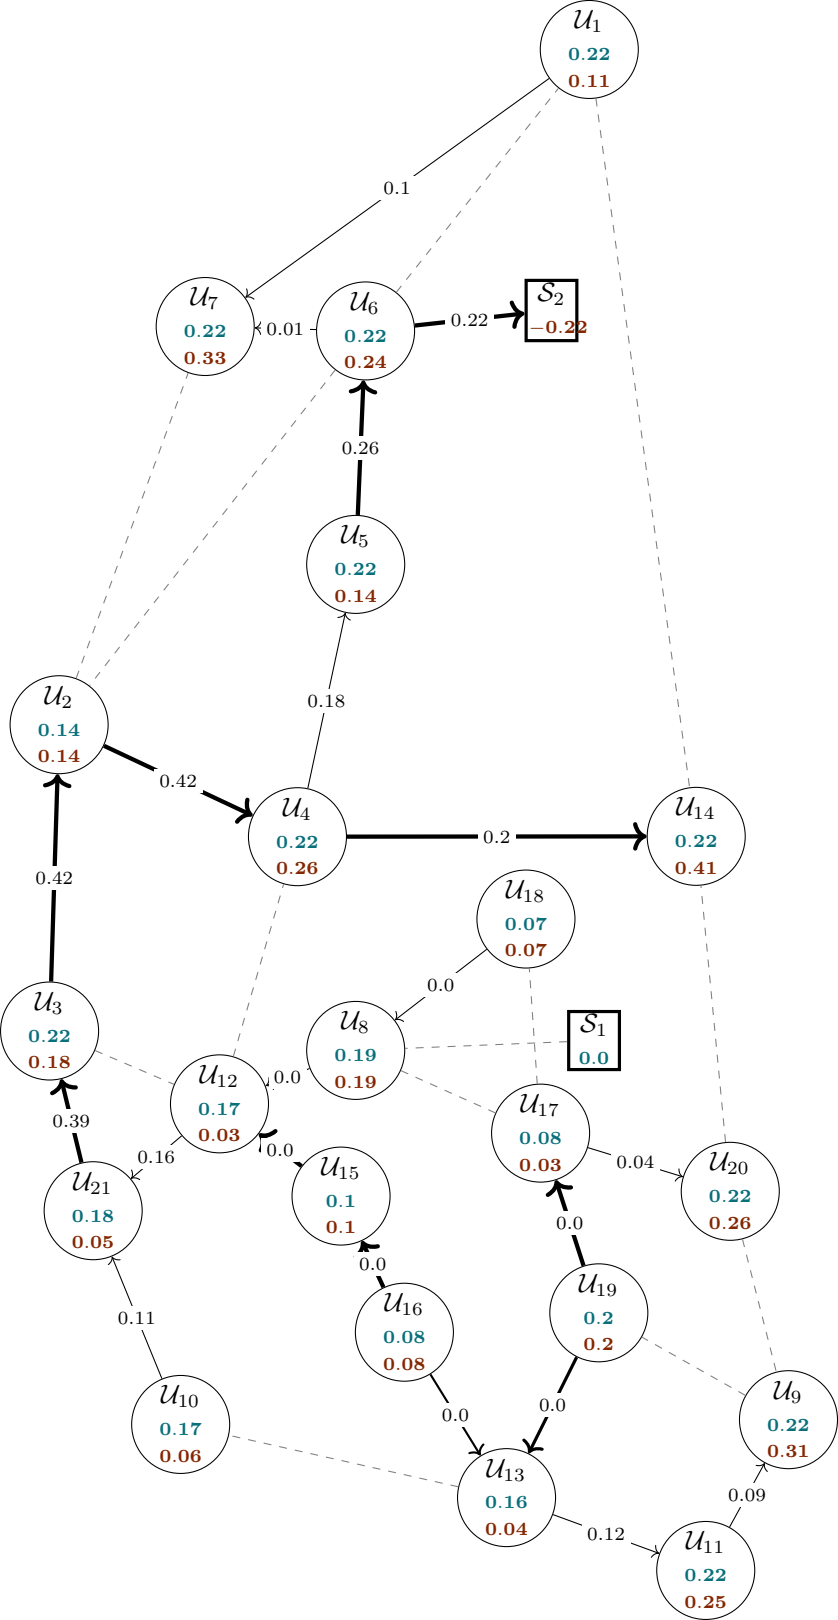 𝒰₁
0.22
0.11
0.1
𝒰₇
0.22
0.33
0.01
𝒰₆
0.22
0.24
0.22
𝒮₂
−0.22
0.26
𝒰₅
0.22
0.14
0.18
𝒰₂
0.14
0.14
0.42
𝒰₄
0.22
0.26
0.2
𝒰₁₄
0.22
0.41
0.42
𝒰₁₈
0.07
0.07
0.0
𝒰₃
0.22
0.18
𝒰₈
0.19
0.19
𝒮₁
0.0
𝒰₁₂
0.17
0.03
0.0
𝒰₁₇
0.08
0.03
0.39
0.16
0.0
0.04
𝒰₂₁
0.18
0.05
𝒰₁₅
0.1
0.1
𝒰₂₀
0.22
0.26
0.0
0.0
0.11
𝒰₁₆
0.08
0.08
𝒰₁₉
0.2
0.2
𝒰₁₀
0.17
0.06
0.0
0.0
𝒰₉
0.22
0.31
𝒰₁₃
0.16
0.04
0.09
0.12
𝒰₁₁
0.22
0.25